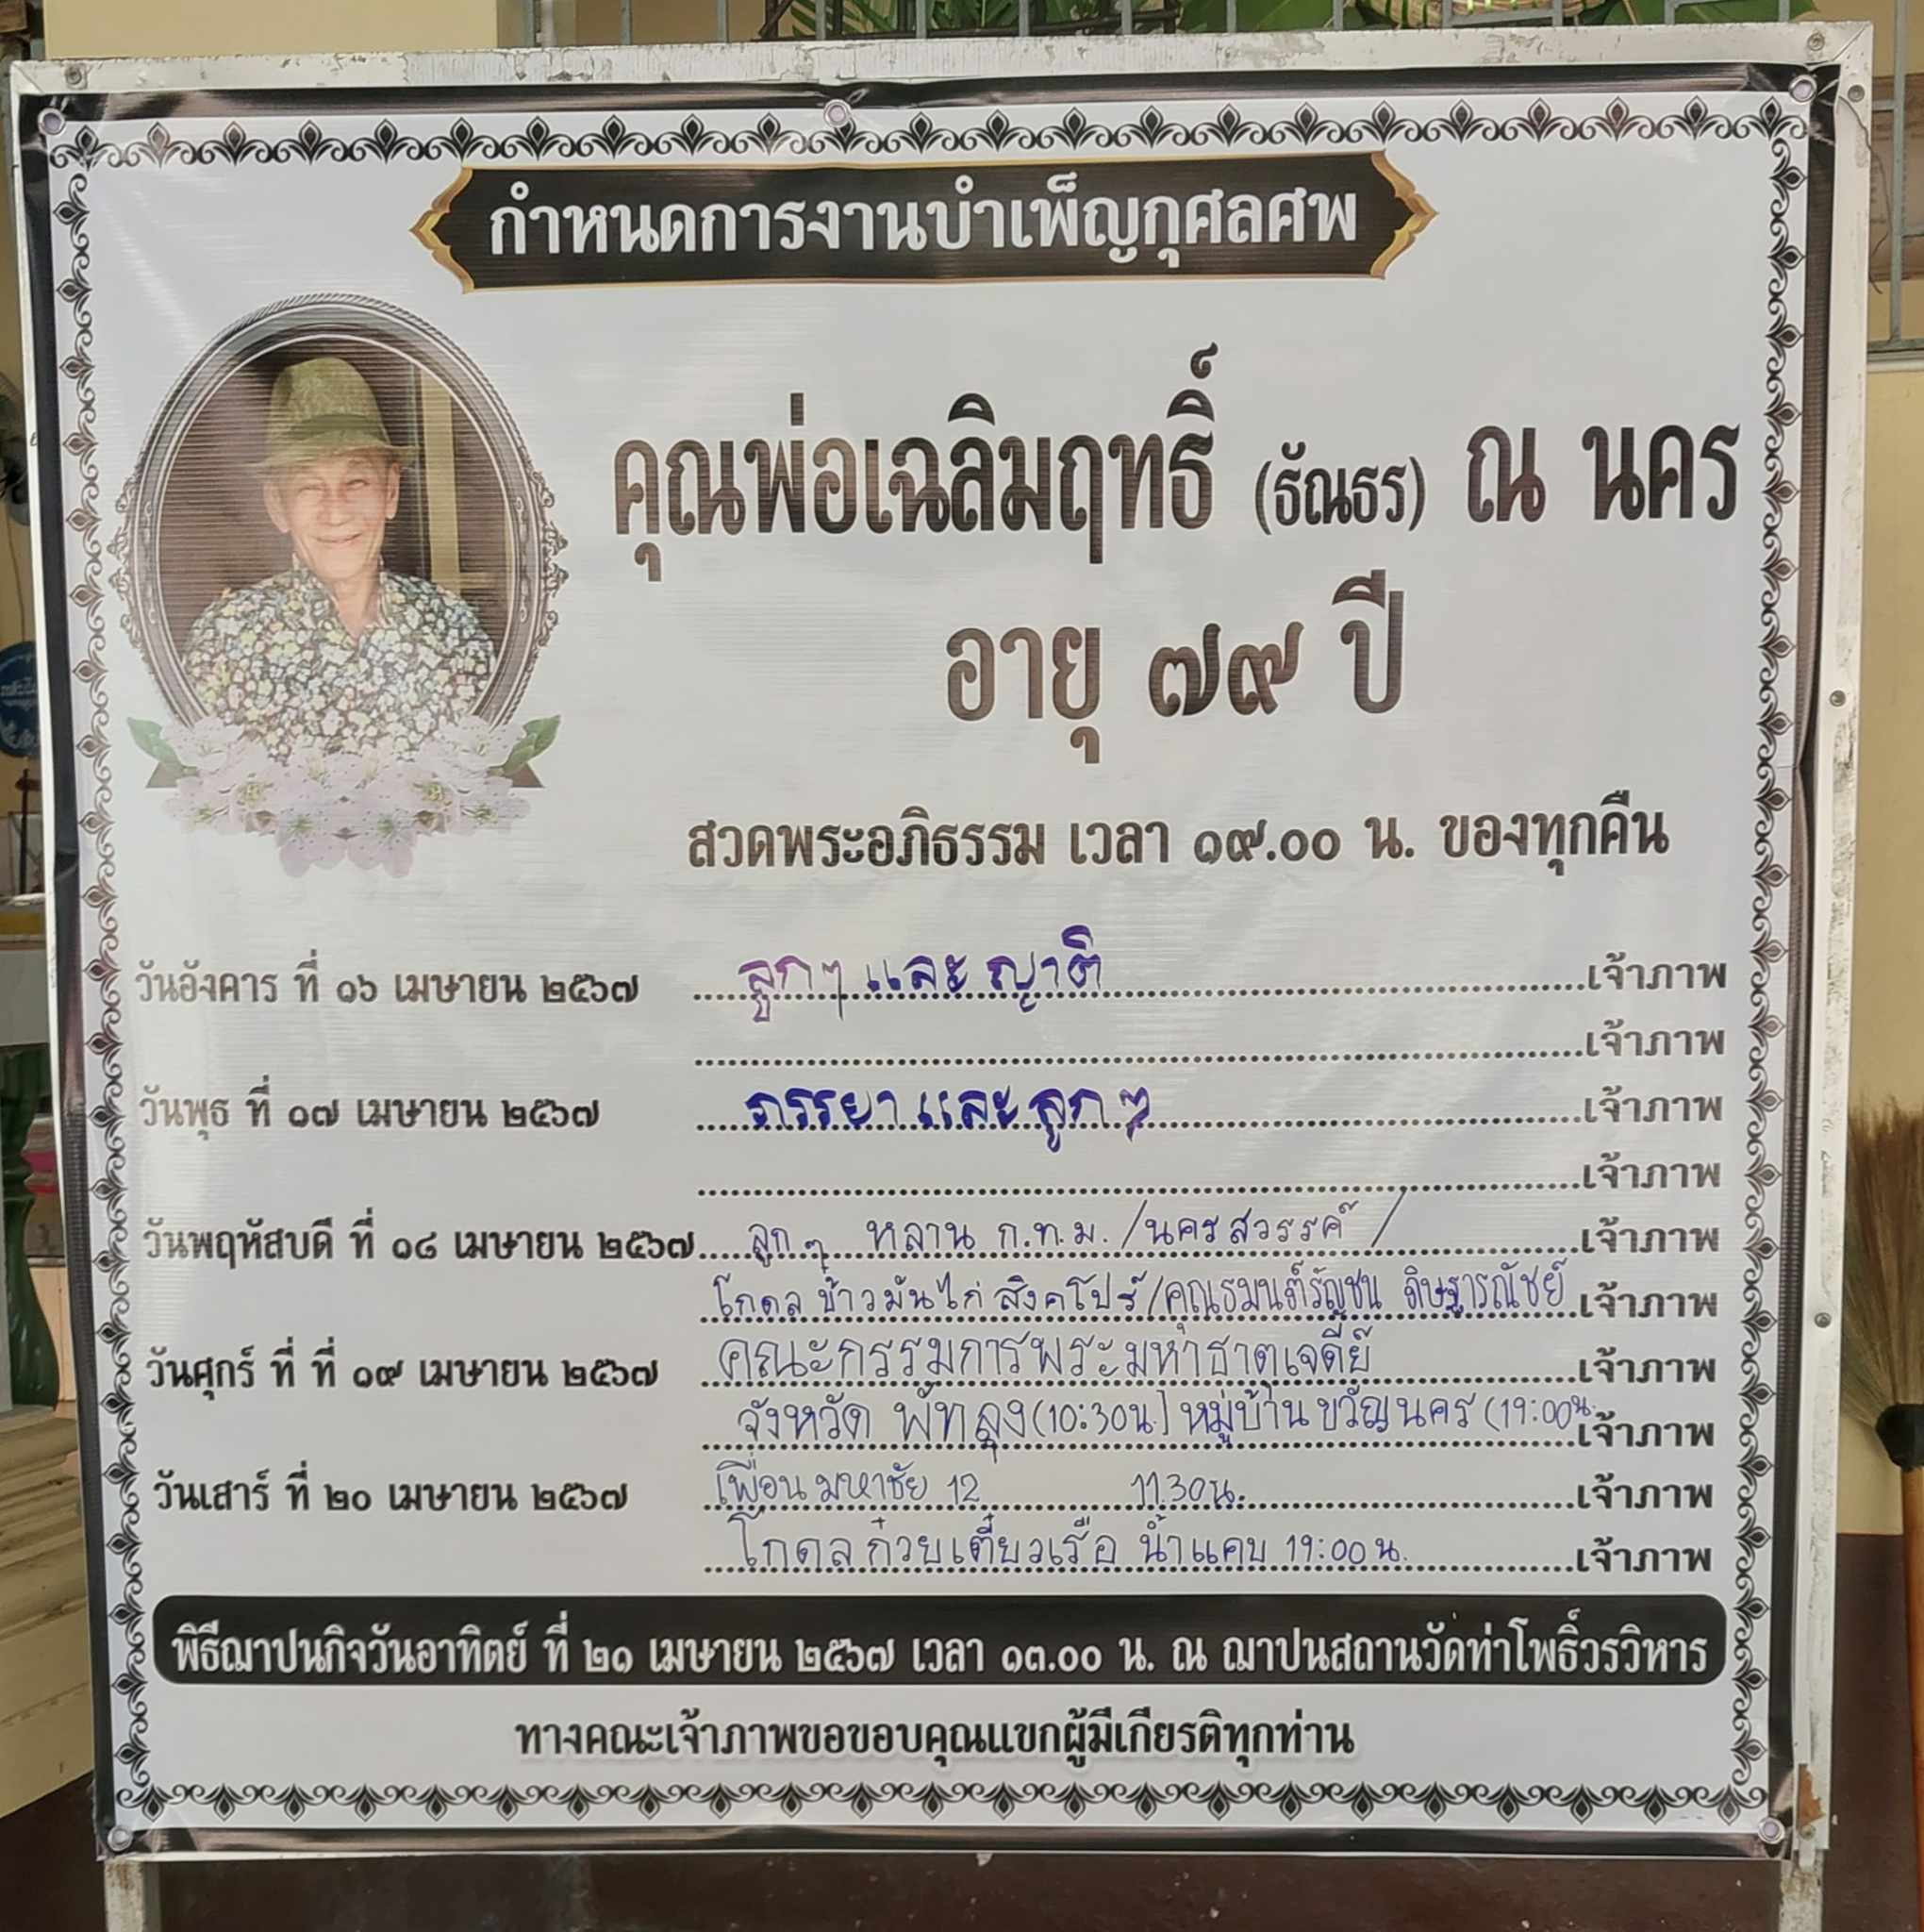 กำหนดการงานบำเพ็ญกุศลศพ
คุณพ่อเฉลิมฤทธิ์ (ธัณธร) ณ นคร
อายุ ๗๙ ปี
สวดพระอภิธรรม เวลา ๑๙.๐๐ น. ของทุกคืน
วันอังคาร ที่ ๑๖ เมษายน ๒๕๖๗ ลูกๆ และ ญาติ เจ้าภาพ
เจ้าภาพ
วันพุธ ที่ ๑๗ เมษายน ๒๕๖๗ ภรรยา และ ลูกๆ เจ้าภาพ
เจ้าภาพ
วันพฤหัสบดี ที่ ๑๘ เมษายน ๒๕๖๗ ลูกๆ หลาน ก.ท.ม. /นครสวรรค์ / เจ้าภาพ
โกดล ข้าวมันไก่ สิงคโปร์/คุณธมนต์รัญชน ดิษฐารณัชย์ เจ้าภาพ
วันศุกร์ ที่ ที่ ๑๙ เมษายน ๒๕๖๗ คณะกรรมการพระมหาธาตุเจดีย์ เจ้าภาพ
จังหวัด พัทลุง(10:30น.) หมู่บ้าน ขวัญนคร (19:00น. เจ้าภาพ
วันเสาร์ ที่ ๒๐ เมษายน ๒๕๖๗ เพื่อน มหาชัย 12 11.30น. เจ้าภาพ
โกดล ก๋วยเตี๋ยวเรือ น้ำแคบ 19:00น. เจ้าภาพ
พิธีฌาปนกิจวันอาทิตย์ ที่ ๒๑ เมษายน ๒๕๖๗ เวลา ๑๓.๐๐ น. ณ ฌาปนสถานวัดท่าโพธิ์วรวิหาร
ทางคณะเจ้าภาพขอขอบคุณแขกผู้มีเกียรติทุกท่าน